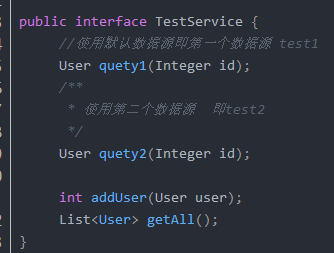 public interface TestService {
//使用默认数据源即第一个数据源 test1
User quety1(Integer id);
/**
* 使用第二个数据源 即test2
*/
User quety2(Integer id);
int addUser(User user);
List<User> getAll();
}